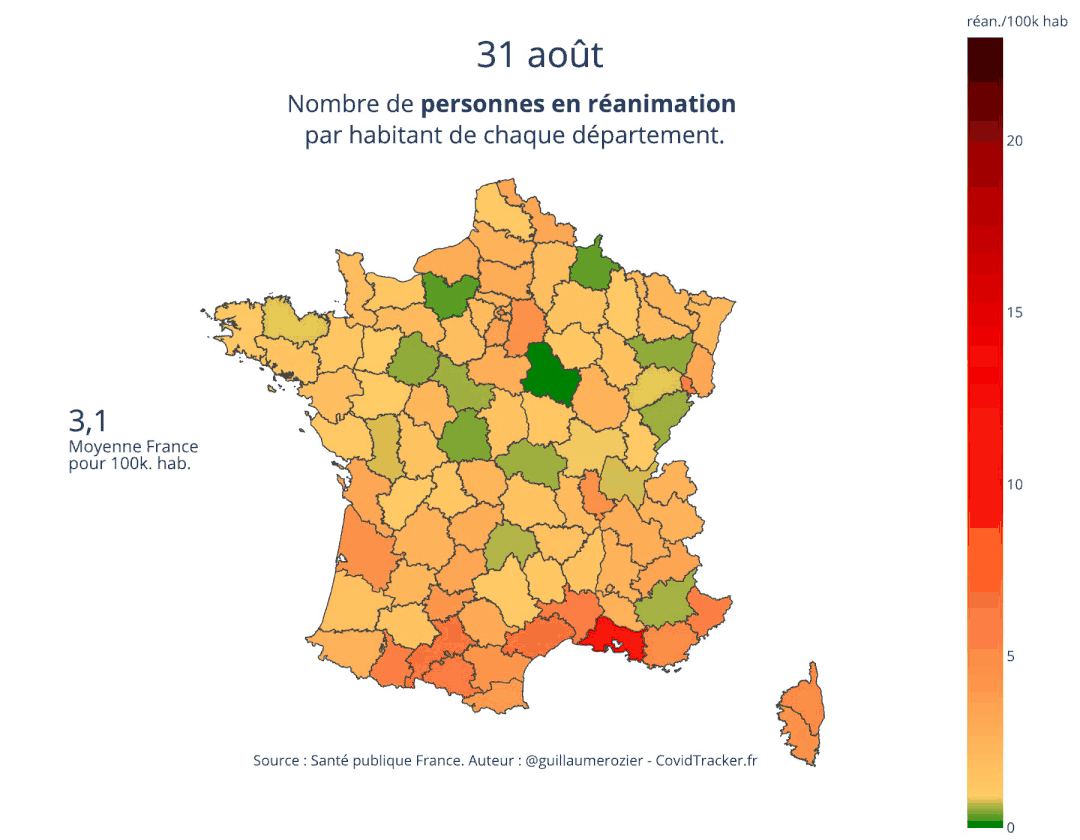 réan./100k hab
31 août
Nombre de personnes en réanimation
par habitant de chaque département.
20
15
3,1
Moyenne France
pour 100k. hab.
10
5
Source : Santé publique France. Auteur : @guillaumerozier - CovidTracker.fr
0